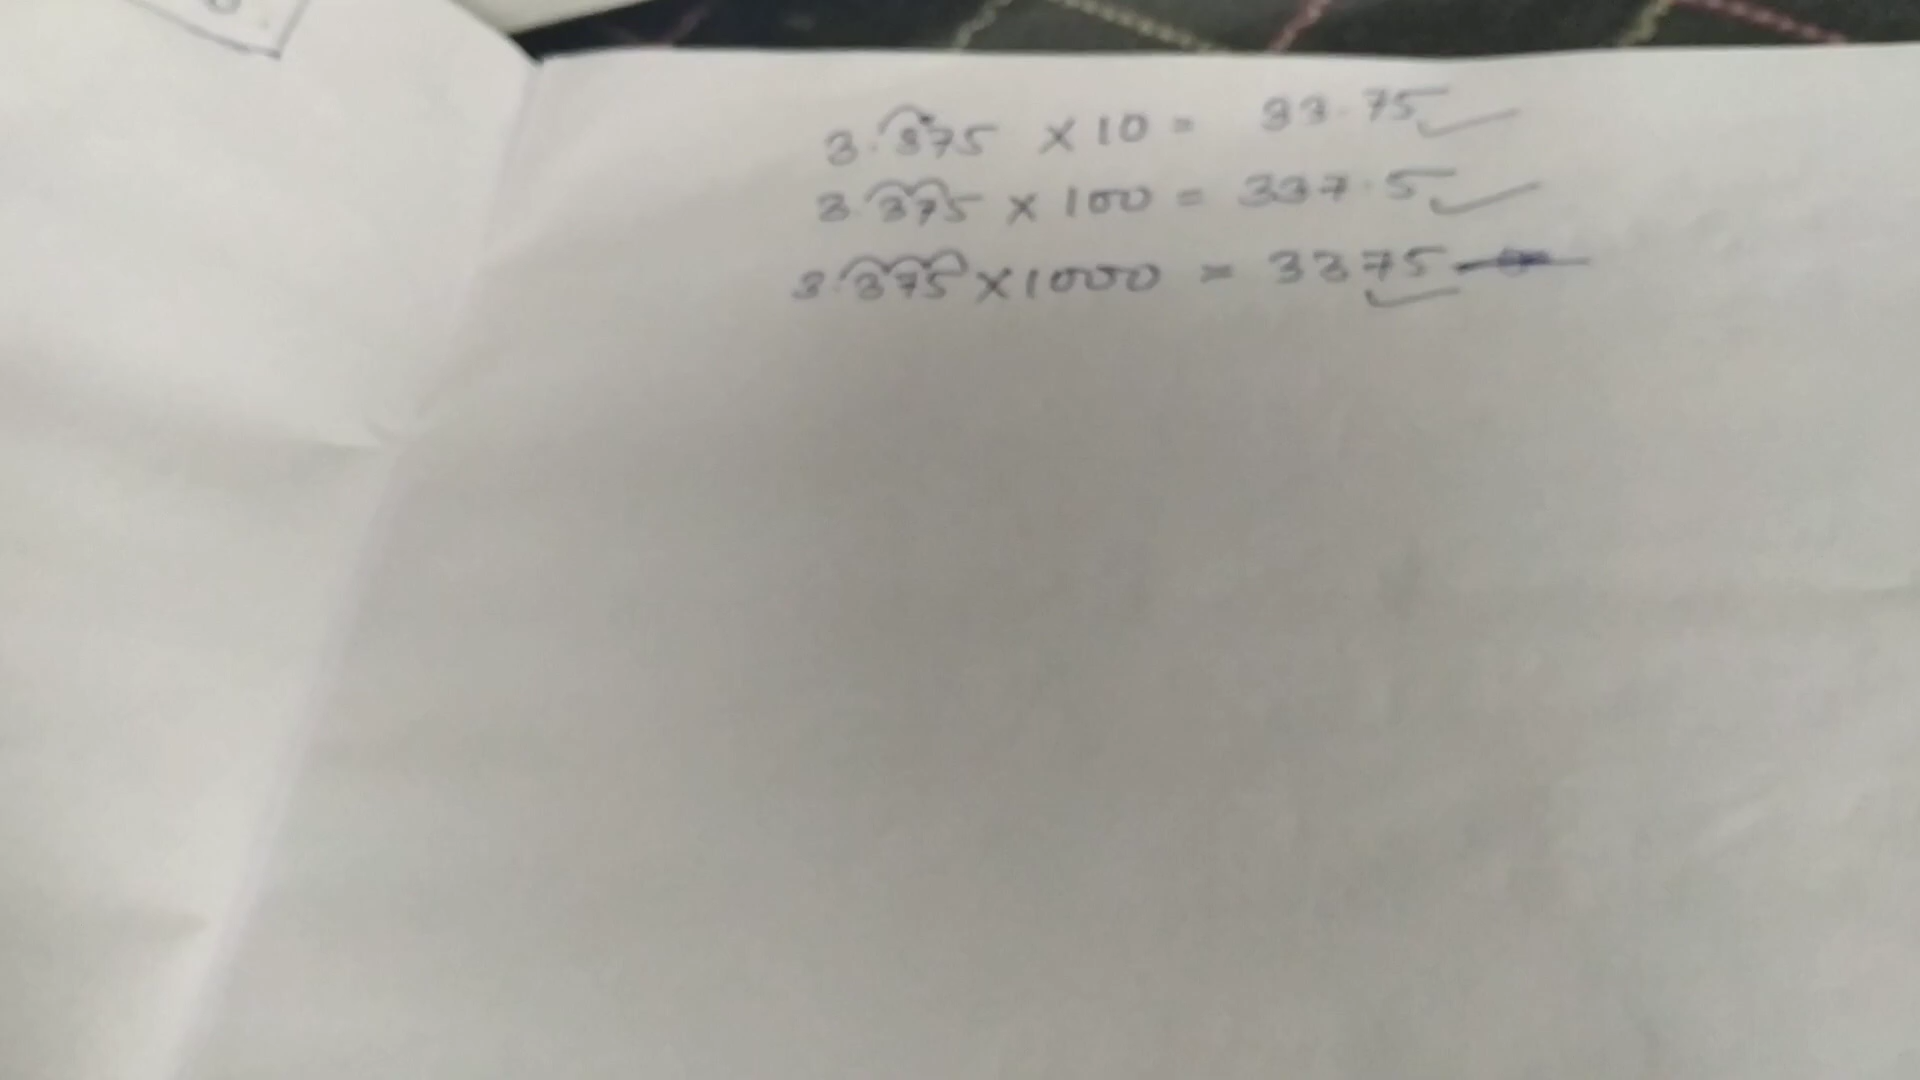 3.375 × 10 = 33.75
3.375 × 100 = 337.5
3.375 × 1000 = 3375